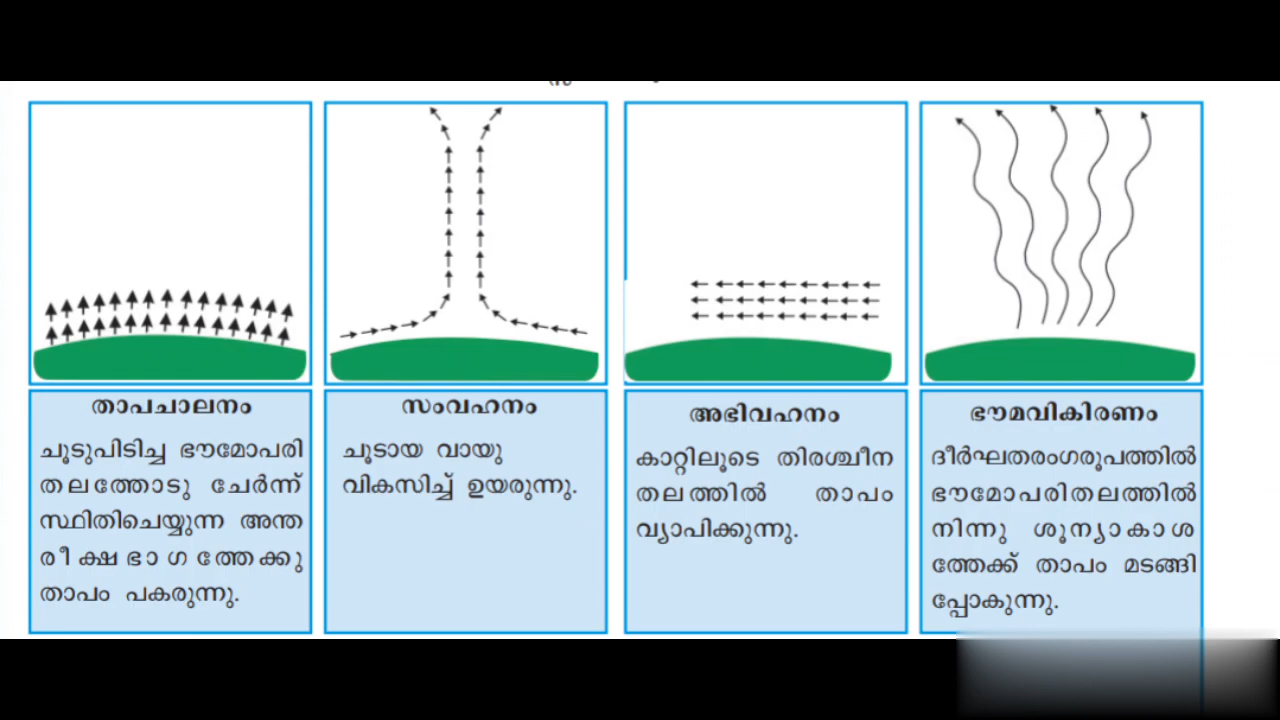 താപചാലനം
ചൂടുപിടിച്ച ഭൗമോപരി
തലത്തോടു ചേർന്ന്
സ്ഥിതിചെയ്യുന്ന അന്ത
രീക്ഷഭാഗത്തേക്കു
താപം പകരുന്നു.
സംവഹനം
ചൂടായ വായു
വികസിച്ച് ഉയരുന്നു.
അഭിവഹനം
കാറ്റിലൂടെ തിരശ്ചീന
തലത്തിൽ താപം
വ്യാപിക്കുന്നു.
ഭൗമവികിരണം
ദീർഘതരംഗരൂപത്തിൽ
ഭൗമോപരിതലത്തിൽ
നിന്നു ശൂന്യാകാശ
ത്തേക്ക് താപം മടങ്ങി
പ്പോകുന്നു.